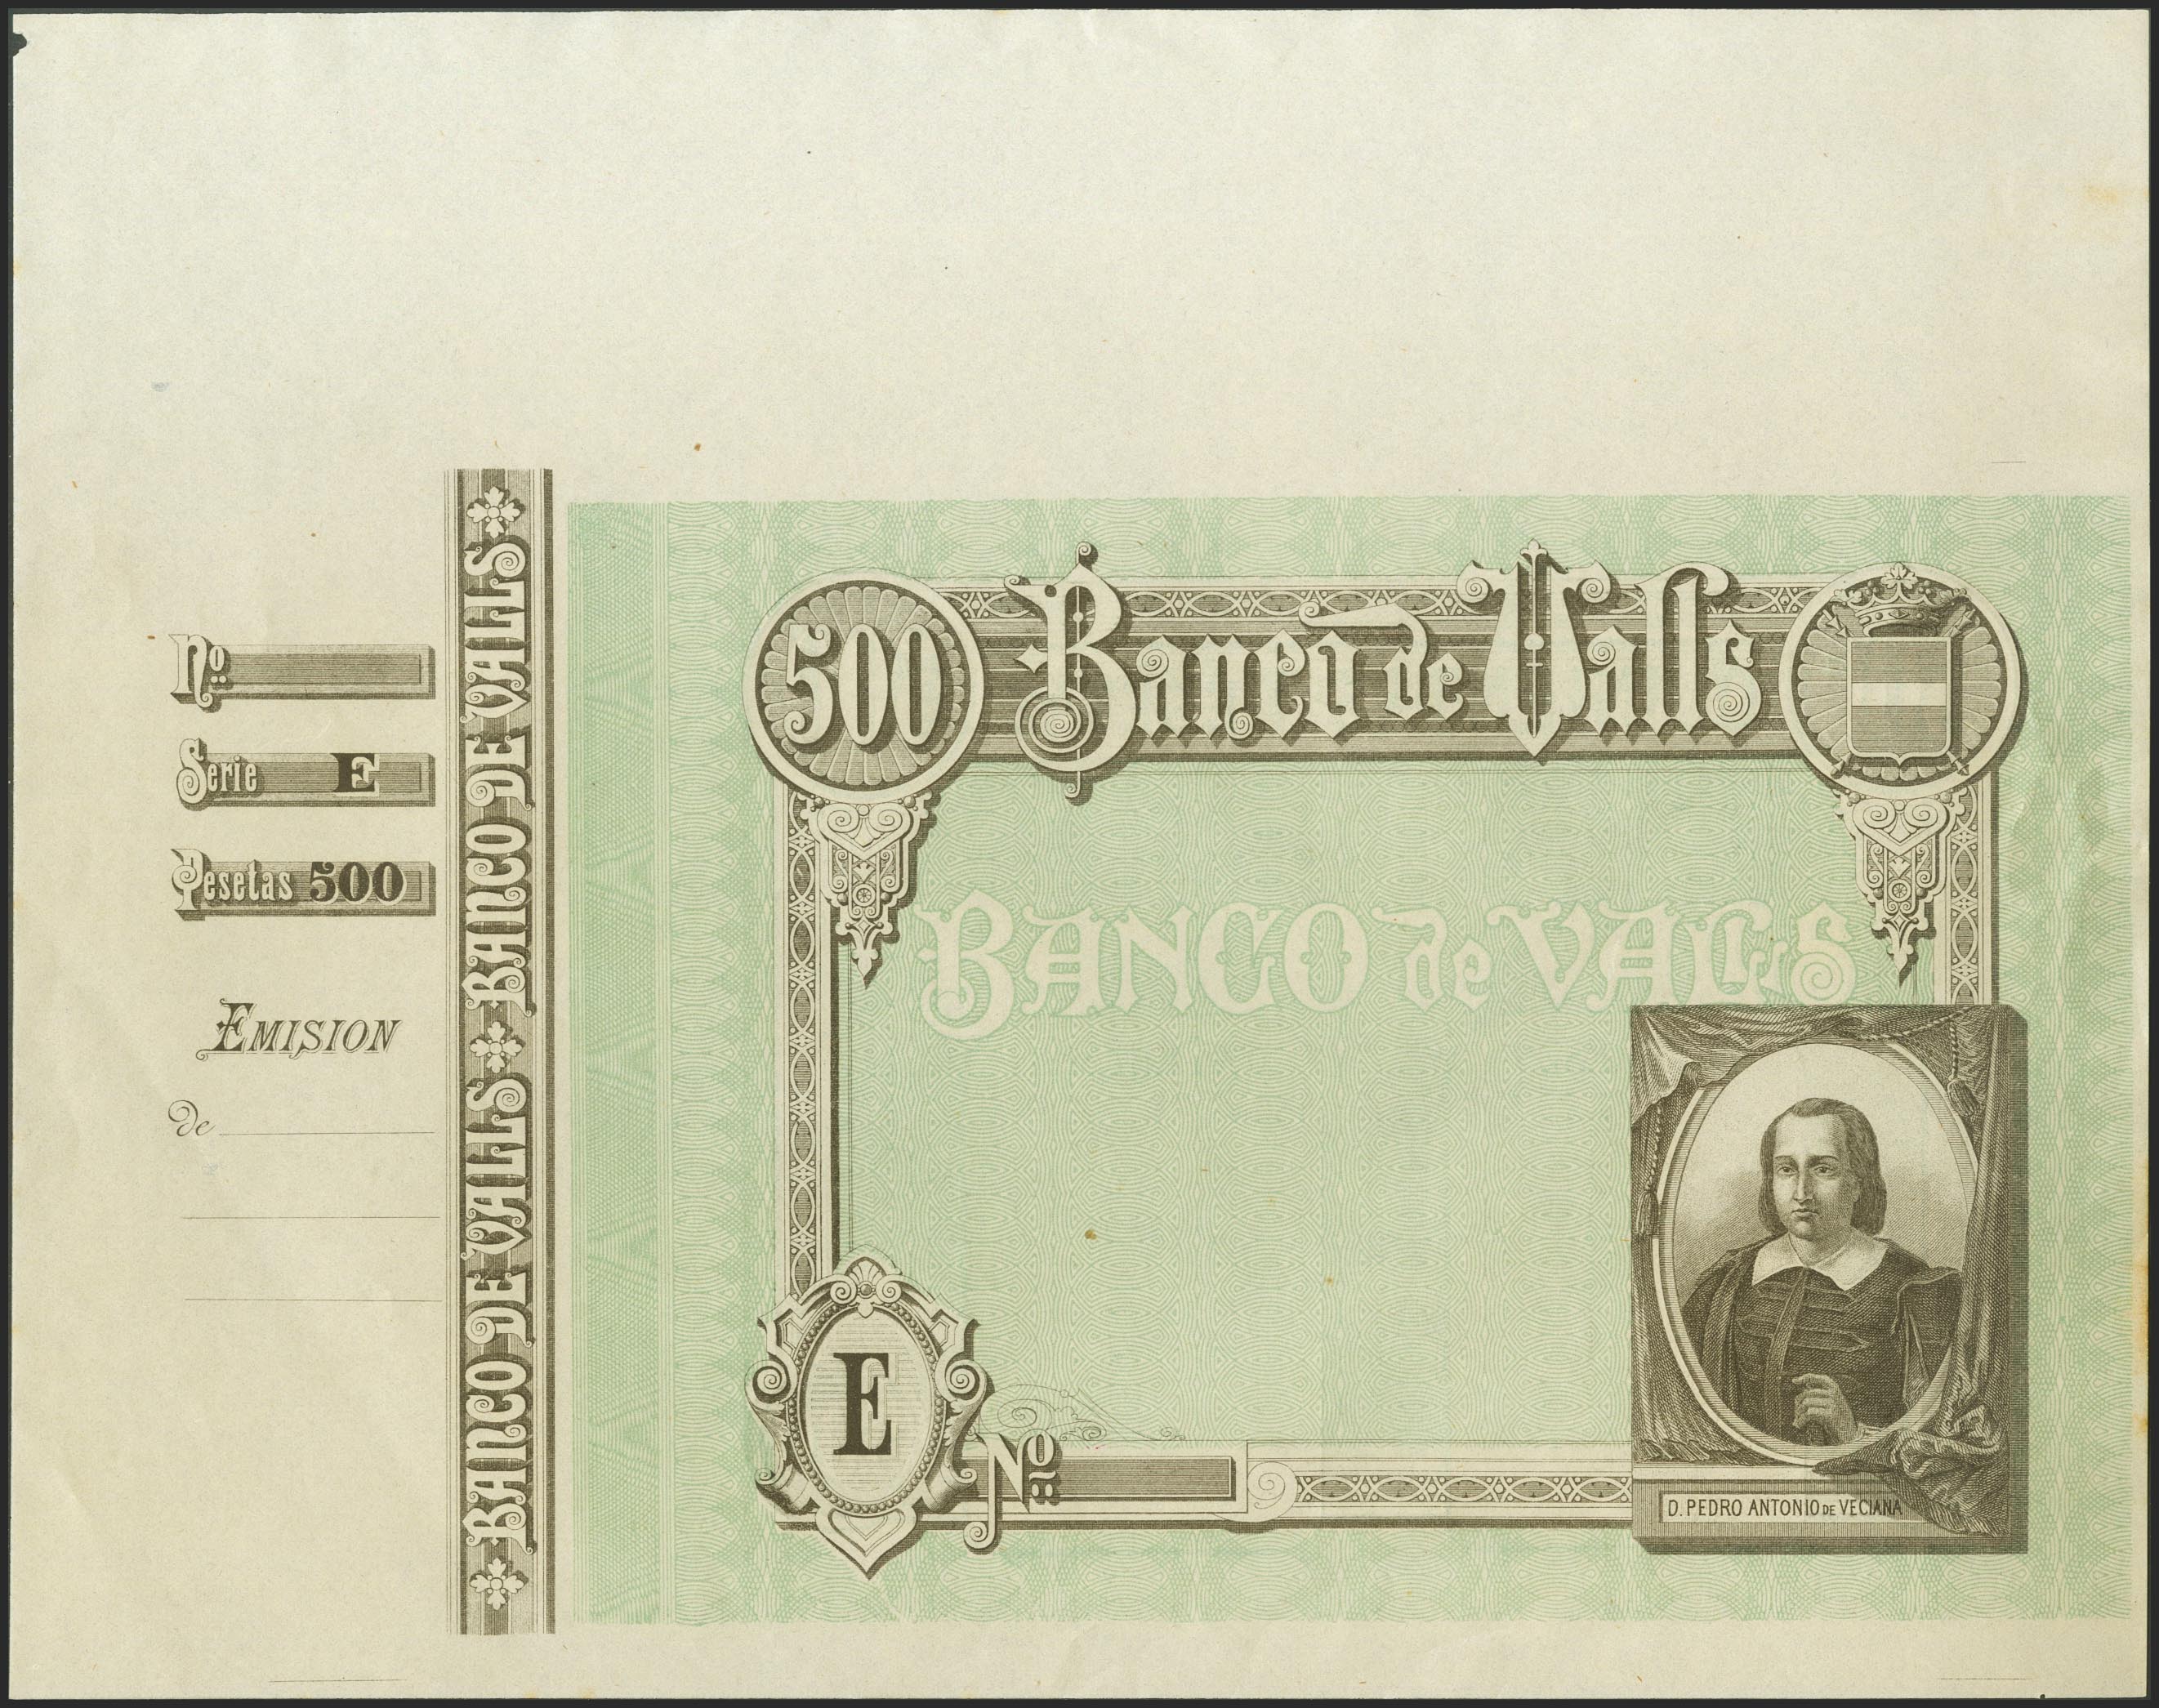 Nº
Serie E
Pesetas 500
EMISION
de
BANCO DE VALLS BANCO DE VALLS
500 Banco de Valls
BANCO de VALLS
E
Nº
D. PEDRO ANTONIO DE VECIANA